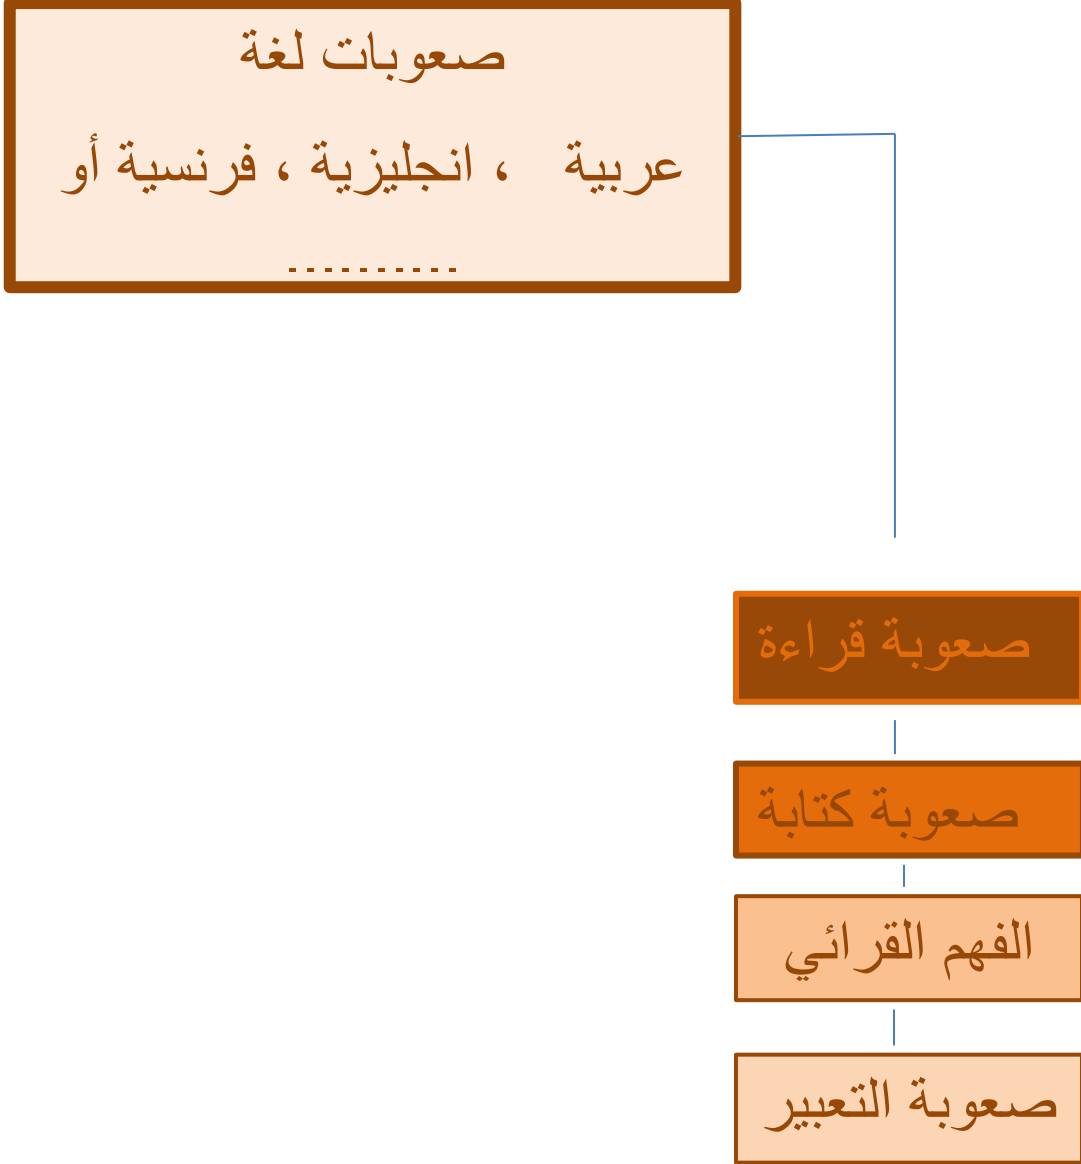 صعوبات لغة
عربية ، انجليزية ، فرنسية أو
..........
صعوبة قراءة
صعوبة كتابة
الفهم القرائي
صعوبة التعبير